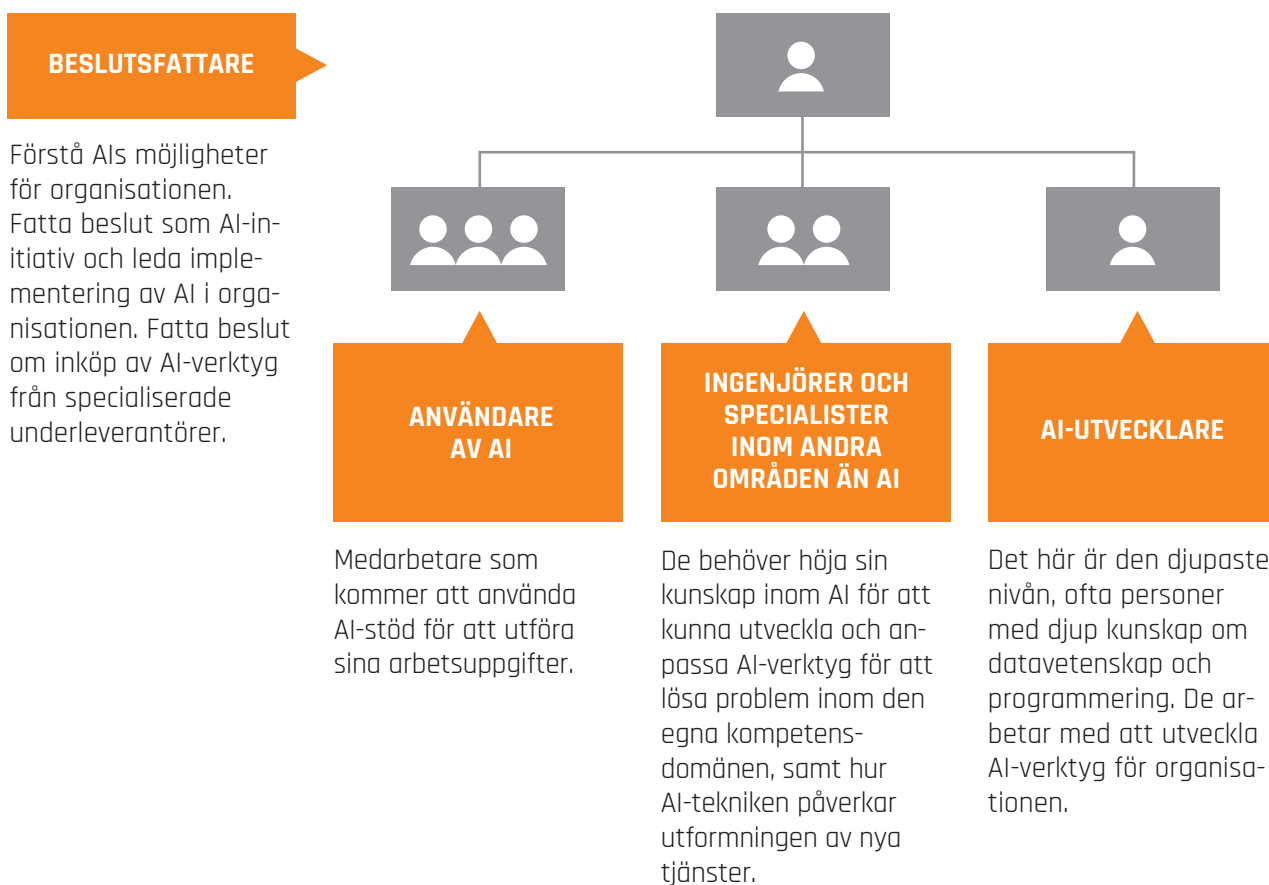 BESLUTSFATTARE
Förstå AIs möjligheter
för organisationen.
Fatta beslut som AI-in-
itiativ och leda imple-
mentering av AI i orga-
nisationen. Fatta beslut
om inköp av AI-verktyg
från specialiserade
underleverantörer.
ANVÄNDARE
AV AI
Medarbetare som
kommer att använda
AI-stöd för att utföra
sina arbetsuppgifter.
INGENJÖRER OCH
SPECIALISTER
INOM ANDRA
OMRÅDEN ÄN AI
De behöver höja sin
kunskap inom AI för att
kunna utveckla och an-
passa AI-verktyg för att
lösa problem inom den
egna kompetens-
domänen, samt hur
AI-tekniken påverkar
utformningen av nya
tjänster.
AI-UTVECKLARE
Det här är den djupaste
nivån, ofta personer
med djup kunskap om
datavetenskap och
programmering. De ar-
betar med att utveckla
AI-verktyg för organisa-
tionen.